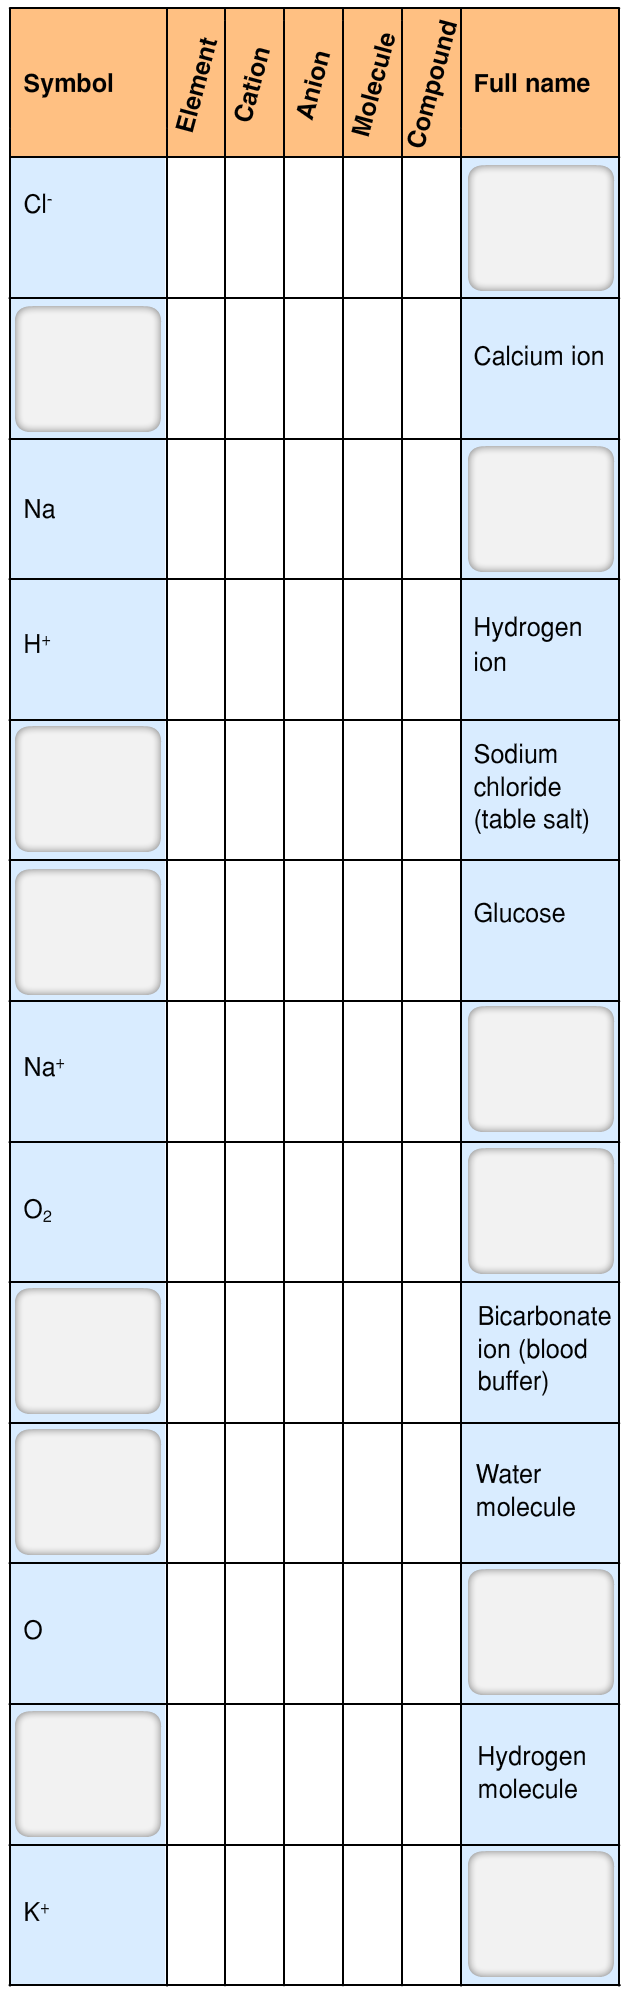 Symbol
Element
Cation
Anion
Molecule
Compound
Full name
Cl⁻
Calcium ion
Na
H⁺
Hydrogen
ion
Sodium
chloride
(table salt)
Glucose
Na⁺
O₂
Bicarbonate
ion (blood
buffer)
Water
molecule
O
Hydrogen
molecule
K⁺